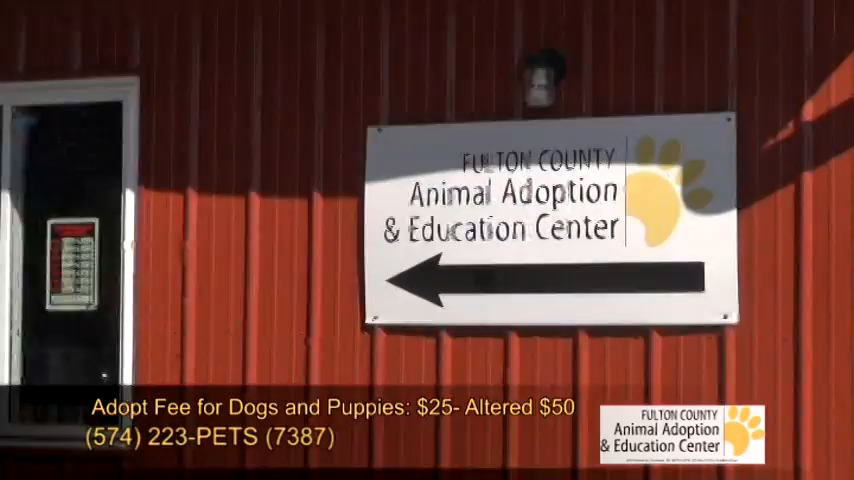 FULTON COUNTY
Animal Adoption
& Education Center
Adopt Fee for Dogs and Puppies: $25- Altered $50
(574) 223-PETS (7387)
FULTON COUNTY
Animal Adoption
& Education Center